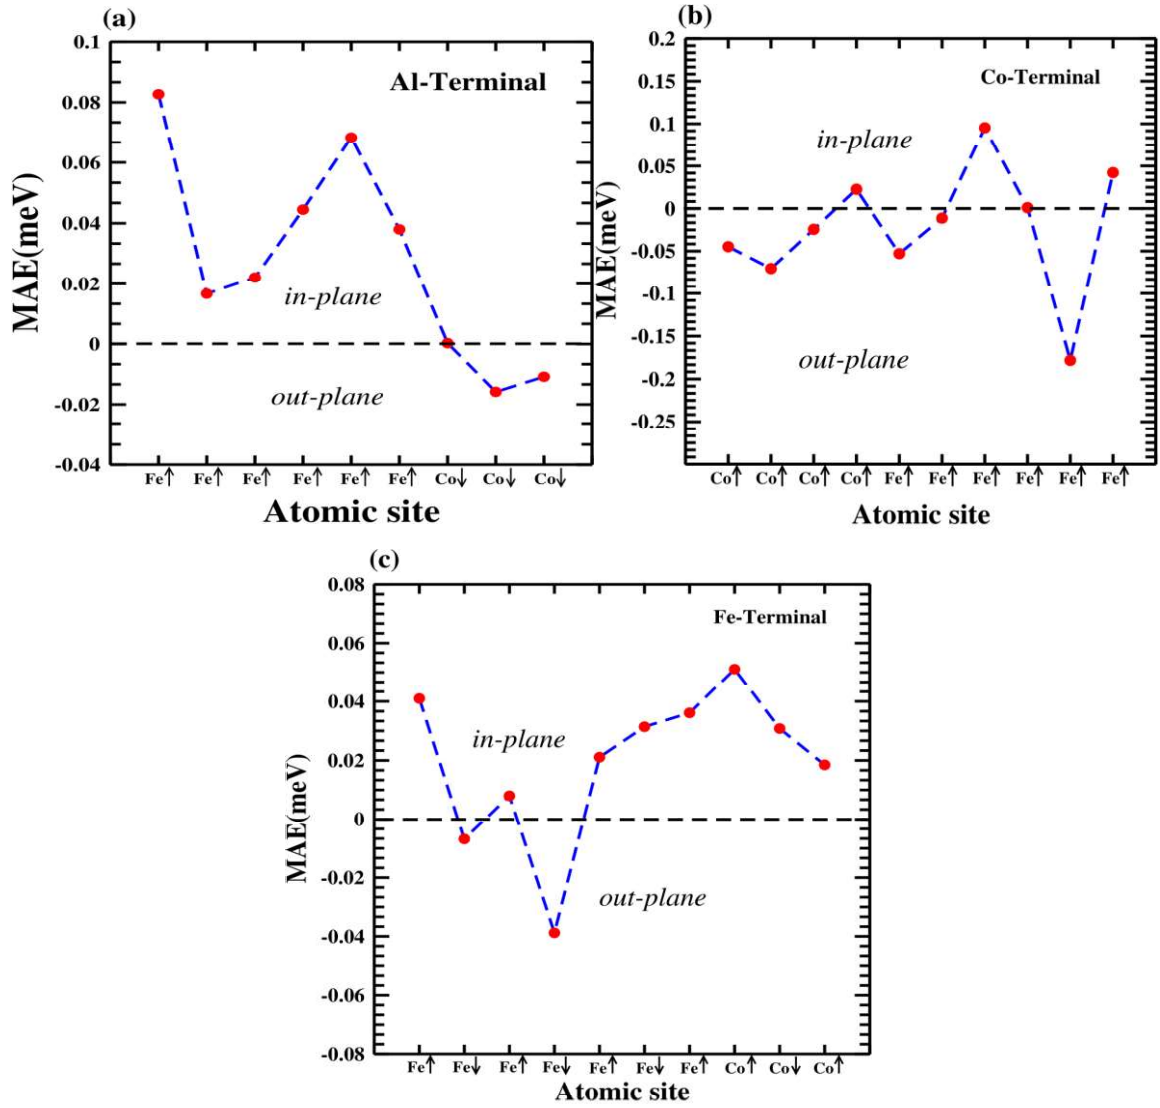 (a)
Al-Terminal
MAE(meV)
0.1
0.08
0.06
0.04
0.02
0
-0.02
-0.04
in-plane
out-plane
Fe↑ Fe↑ Fe↑ Fe↑ Fe↑ Fe↑ Co↓ Co↓ Co↓
Atomic site
(b)
Co-Terminal
MAE(meV)
0.2
0.15
0.1
0.05
0
-0.05
-0.1
-0.15
-0.2
-0.25
in-plane
out-plane
Co↑ Co↑ Co↑ Co↑ Fe↑ Fe↑ Fe↑ Fe↑ Fe↑ Fe↑
Atomic site
(c)
Fe-Terminal
MAE(meV)
0.08
0.06
0.04
0.02
0
-0.02
-0.04
-0.06
-0.08
in-plane
out-plane
Fe↑ Fe↓ Fe↑ Fe↓ Fe↑ Fe↓ Fe↑ Co↑ Co↓ Co↑
Atomic site